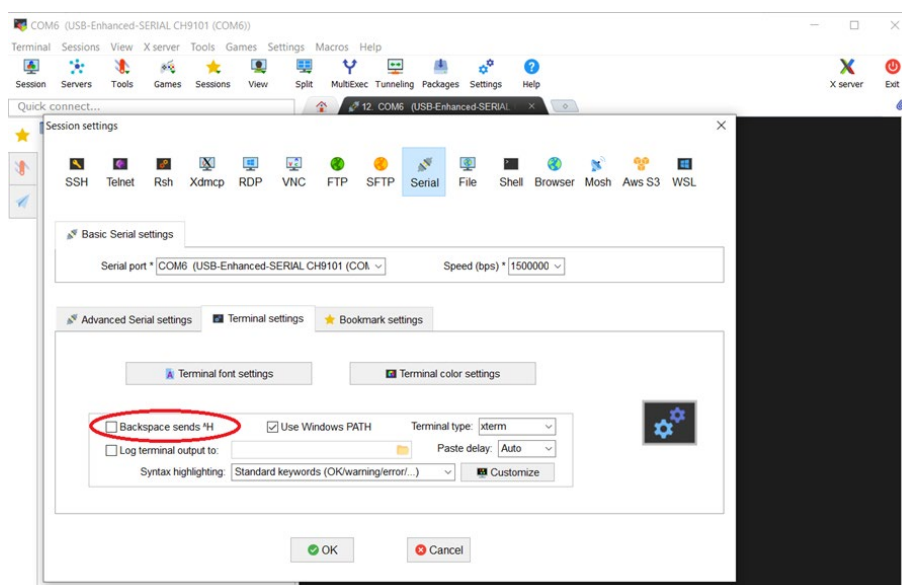 COM6 (USB-Enhanced-SERIAL CH9101 (COM6))
Terminal Sessions View X server Tools Games Settings Macros Help
Session Servers Tools Games Sessions View Split MultiExec Tunneling Packages Settings Help X server Exit
Quick connect... 12. COM6 (USB-Enhanced-SERIAL
Session settings
SSH Telnet Rsh Xdmcp RDP VNC FTP SFTP Serial File Shell Browser Mosh Aws S3 WSL
Basic Serial settings
Serial port * COM6 (USB-Enhanced-SERIAL CH9101 (COM Speed (bps) * 1500000
Advanced Serial settings Terminal settings Bookmark settings
Terminal font settings Terminal color settings
Backspace sends ^H Use Windows PATH Terminal type: xterm
Log terminal output to: Paste delay: Auto
Syntax highlighting: Standard keywords (OK/warning/error/...) Customize
OK Cancel